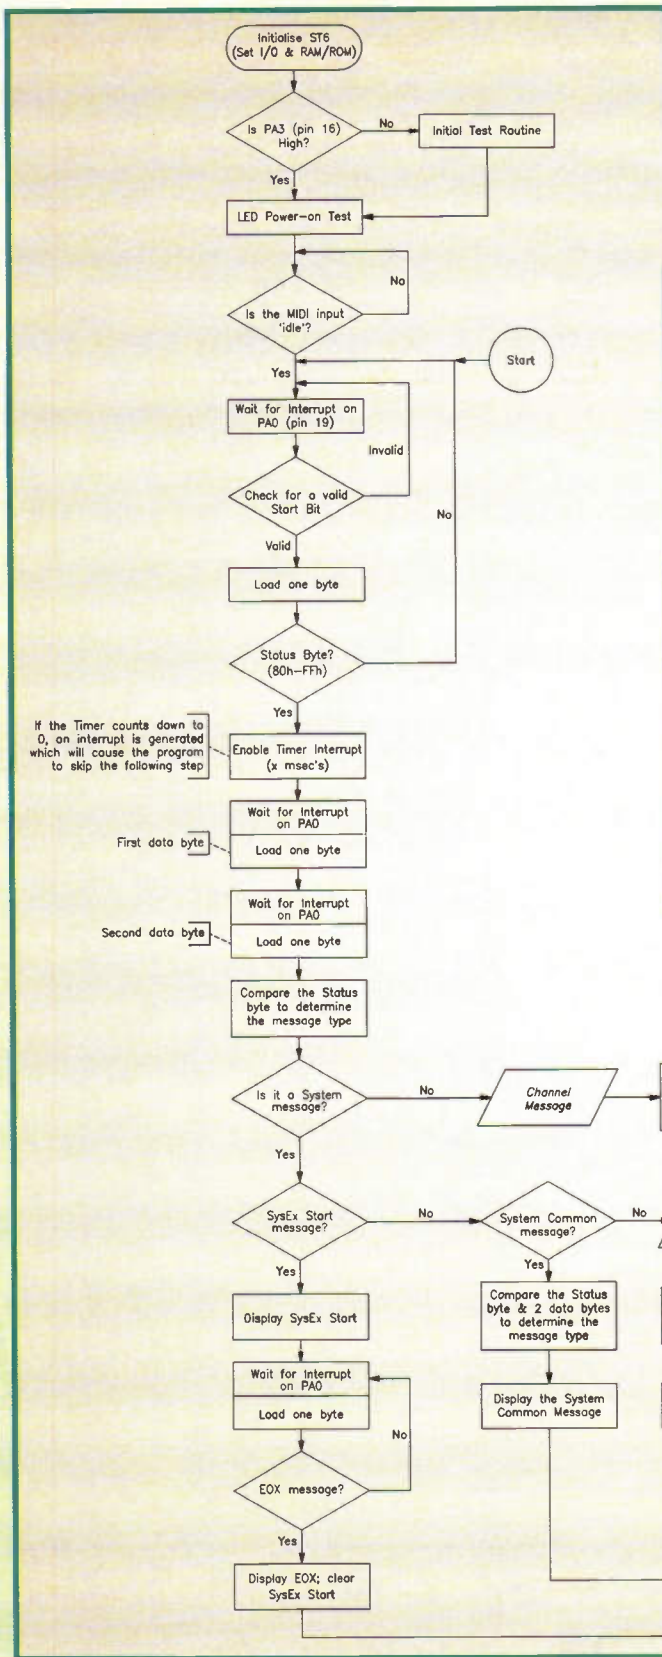 Initialise ST6
(Set I/O & RAM/ROM)
Is PA3 (pin 16)
High?
No
Initial Test Routine
Yes
LED Power-on Test
No
Is the MIDI input
'idle'?
Start
Yes
Wait for Interrupt on
PA0 (pin 19)
Invalid
Check for a valid
Start Bit
No
Valid
Load one byte
Status Byte?
(80h-FFh)
Yes
If the Timer counts down to
0, an interrupt is generated
which will cause the program
to skip the following step
Enable Timer Interrupt
(x msec's)
Wait for Interrupt
on PA0
First data byte
Load one byte
Wait for Interrupt
on PA0
Second data byte
Load one byte
Compare the Status
byte to determine
the message type
Is it a System
message?
No
Channel
Message
Yes
SysEx Start
message?
No
System Common
message?
No
Yes
Yes
Display SysEx Start
Compare the Status
byte & 2 data bytes
to determine the
message type
Wait for Interrupt
on PA0
Load one byte
Display the System
Common Message
No
EOX message?
Yes
Display EOX; clear
SysEx Start